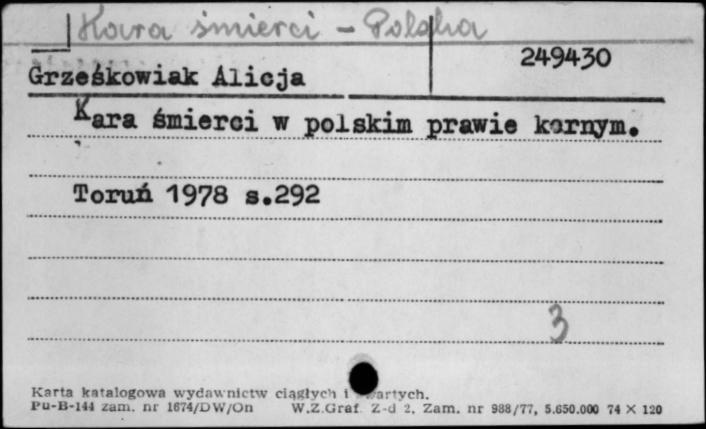 Kara śmierci - Polska
249430
Grześkowiak Alicja
Kara śmierci w polskim prawie karnym.
Toruń 1978 s.292
3
Karta katalogowa wydawnictw ciągłych i
Pu-B-144 zam. nr 1674/DW/On W.Z.Graf. Z-d 2. Zam. nr 988/77, 5.650.000 74 X 120